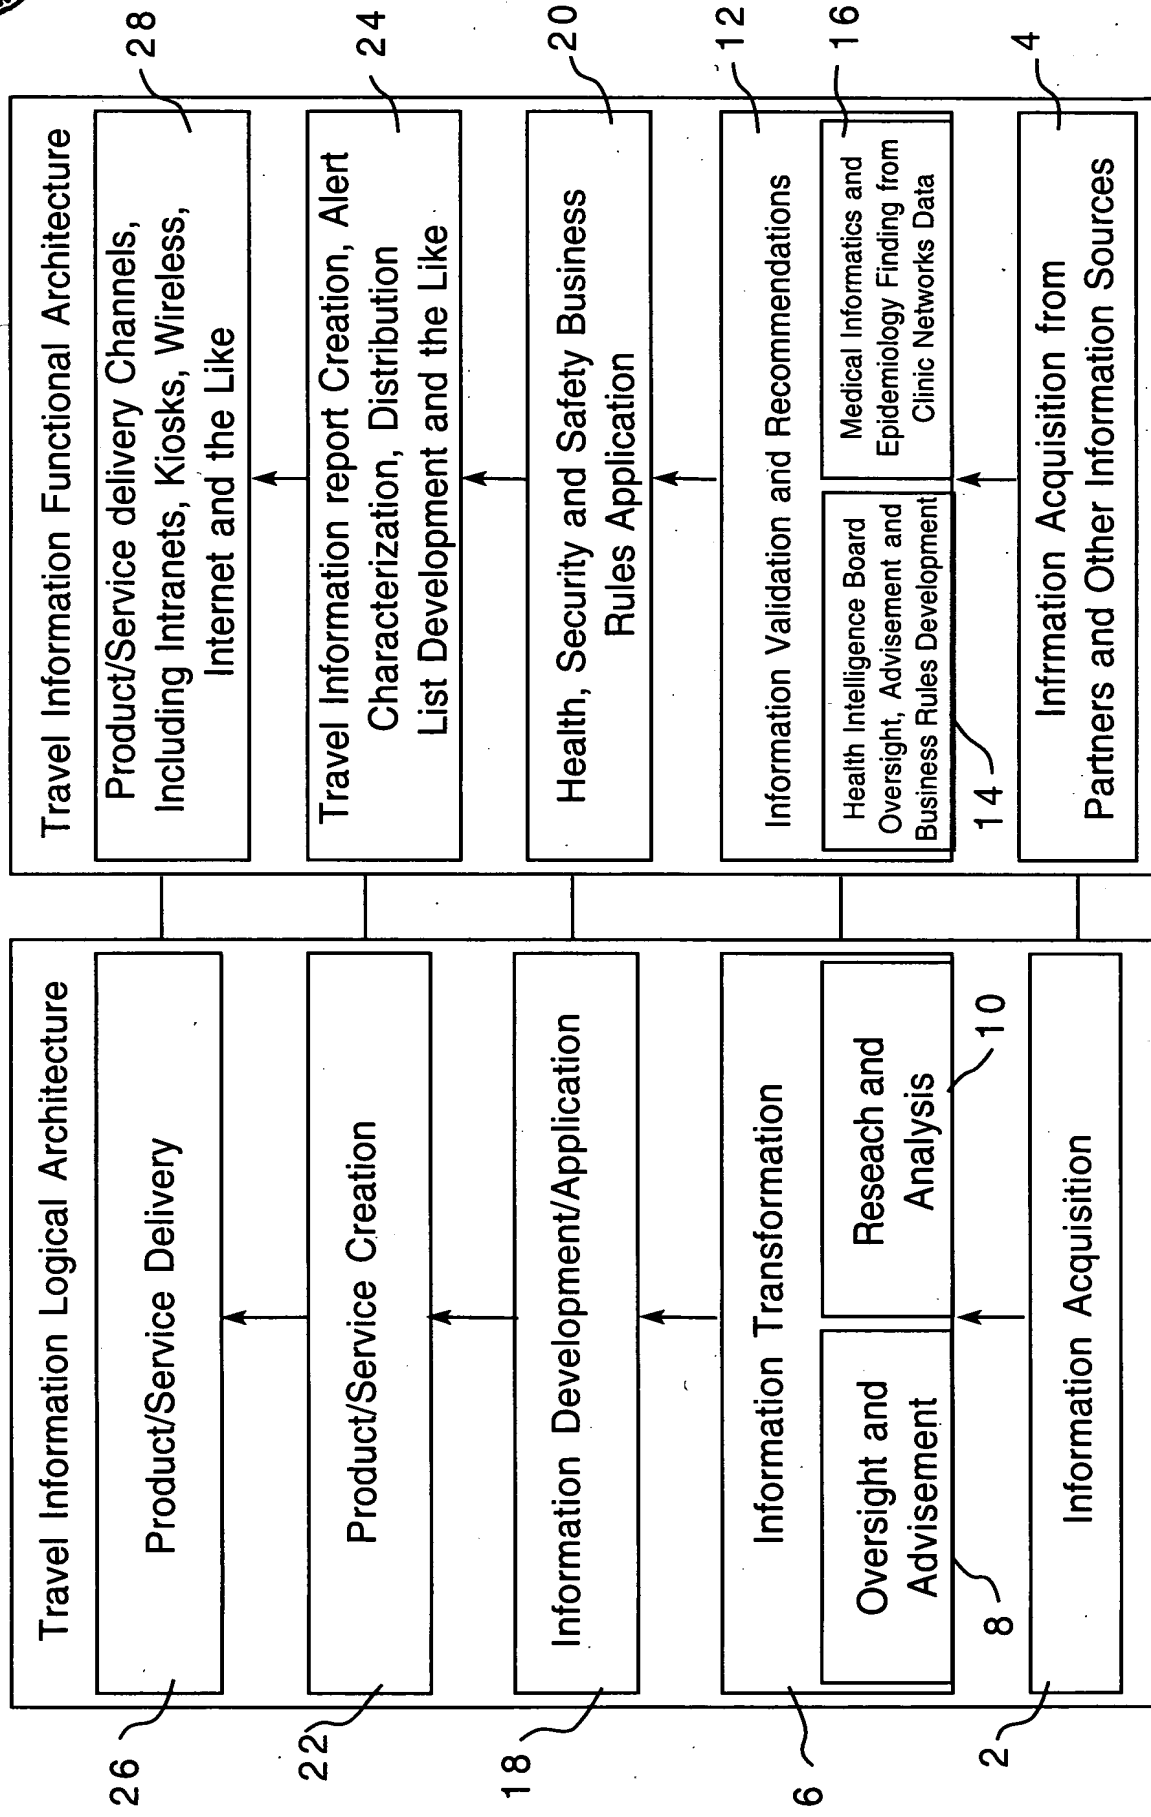 Travel Information Logical Architecture
26
Product/Service Delivery
22
Product/Service Creation
18
Information Development/Application
6
Information Transformation
Oversight and
Advisement
8
Reseach and
Analysis
10
2
Information Acquisition
Travel Information Functional Architecture
Product/Service delivery Channels,
Including Intranets, Kiosks, Wireless,
Internet and the Like
28
Travel Information report Creation, Alert
Characterization, Distribution
List Development and the Like
24
Health, Security and Safety Business
Rules Application
20
Information Validation and Recommendations
12
Health Intelligence Board
Oversight, Advisement and
Business Rules Development
14
Medical Informatics and
Epidemiology Finding from
Clinic Networks Data
16
Infrmation Acquisition from
Partners and Other Information Sources
4